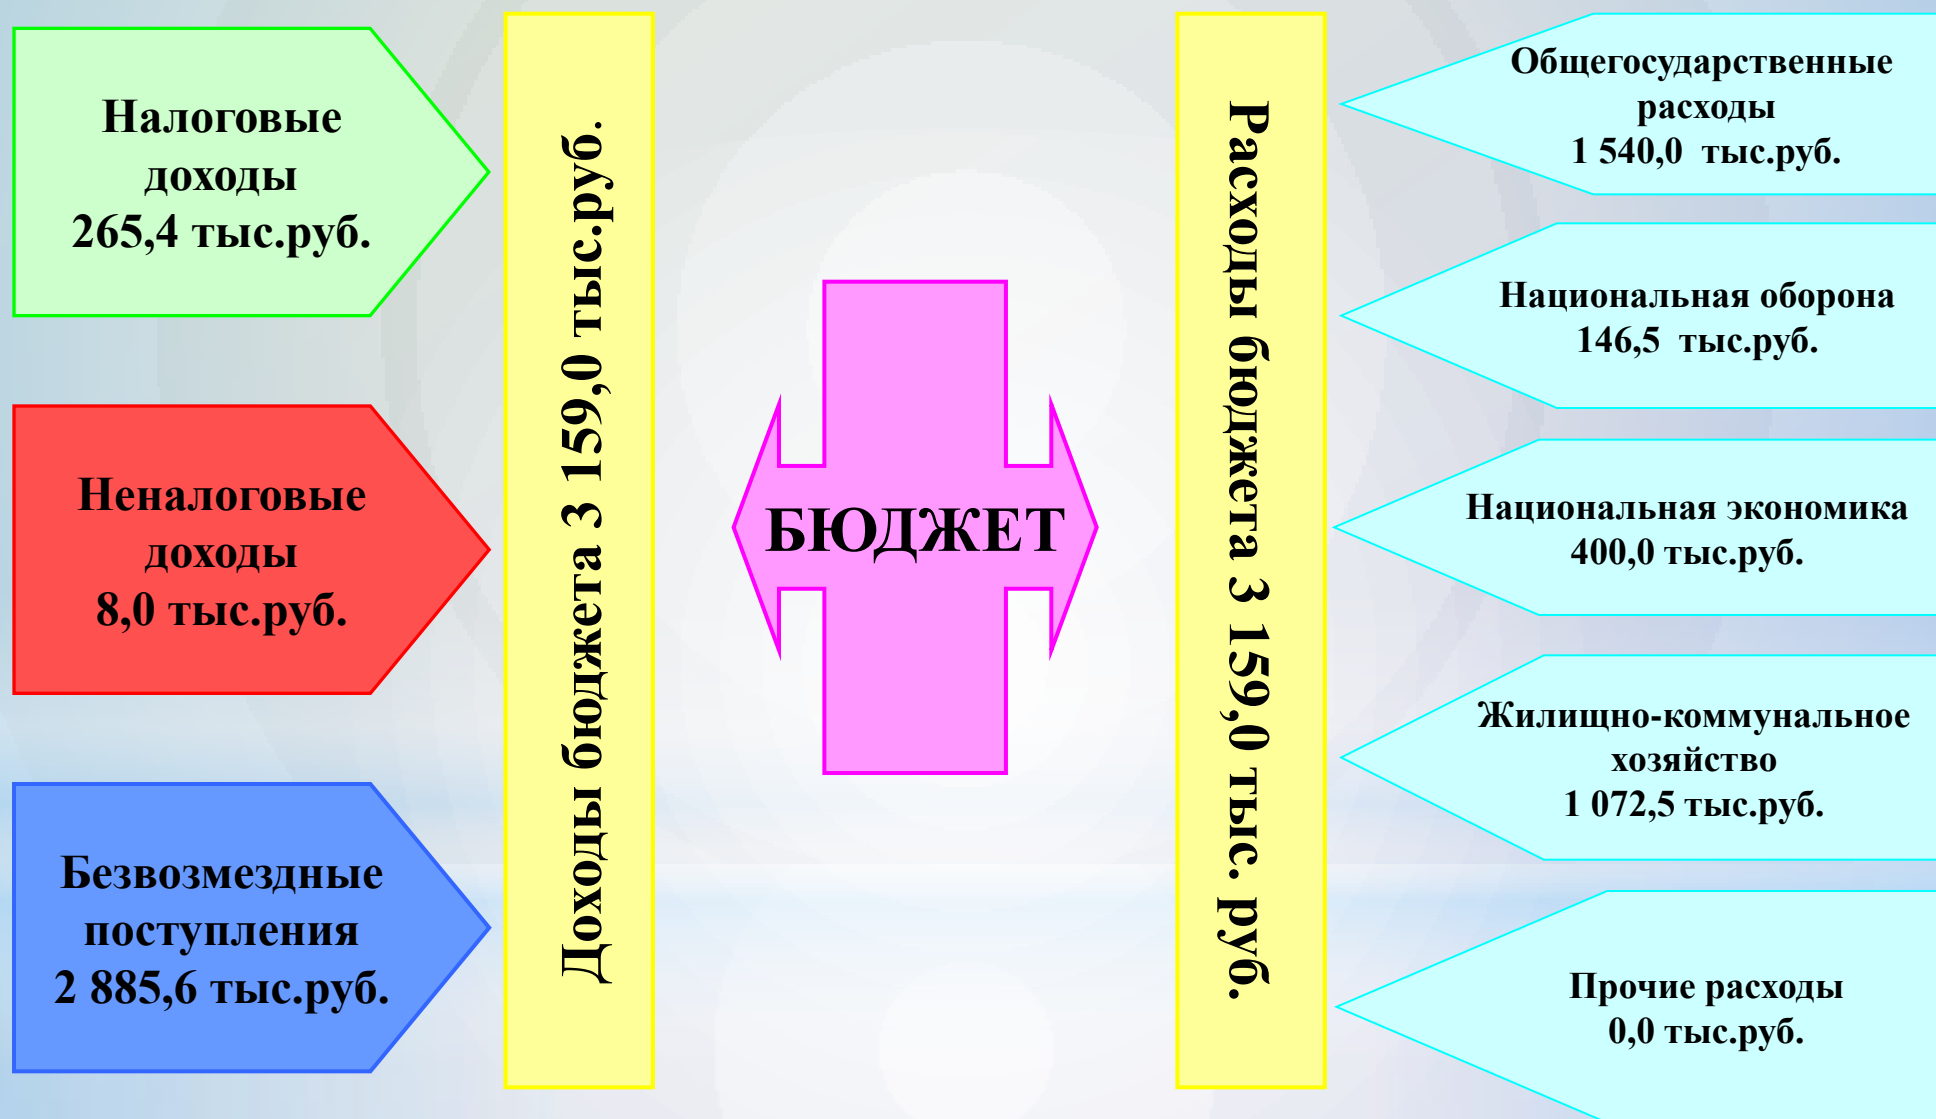 Налоговые
доходы
265,4 тыс.руб.
Неналоговые
доходы
8,0 тыс.руб.
Безвозмездные
поступления
2 885,6 тыс.руб.
Доходы бюджета 3 159,0 тыс.руб.
БЮДЖЕТ
Расходы бюджета 3 159,0 тыс. руб.
Общегосударственные
расходы
1 540,0 тыс.руб.
Национальная оборона
146,5 тыс.руб.
Национальная экономика
400,0 тыс.руб.
Жилищно-коммунальное
хозяйство
1 072,5 тыс.руб.
Прочие расходы
0,0 тыс.руб.